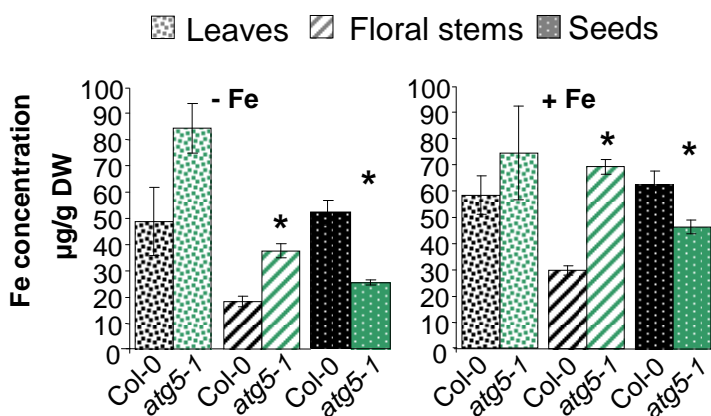 Leaves Floral stems Seeds
Fe concentration
µg/g DW
- Fe
100
90
80
70
60
50
40
30
20
10
0
*
*
Col-0
atg5-1
Col-0
atg5-1
Col-0
atg5-1
+ Fe
100
90
80
70
60
50
40
30
20
10
0
*
*
Col-0
atg5-1
Col-0
atg5-1
Col-0
atg5-1